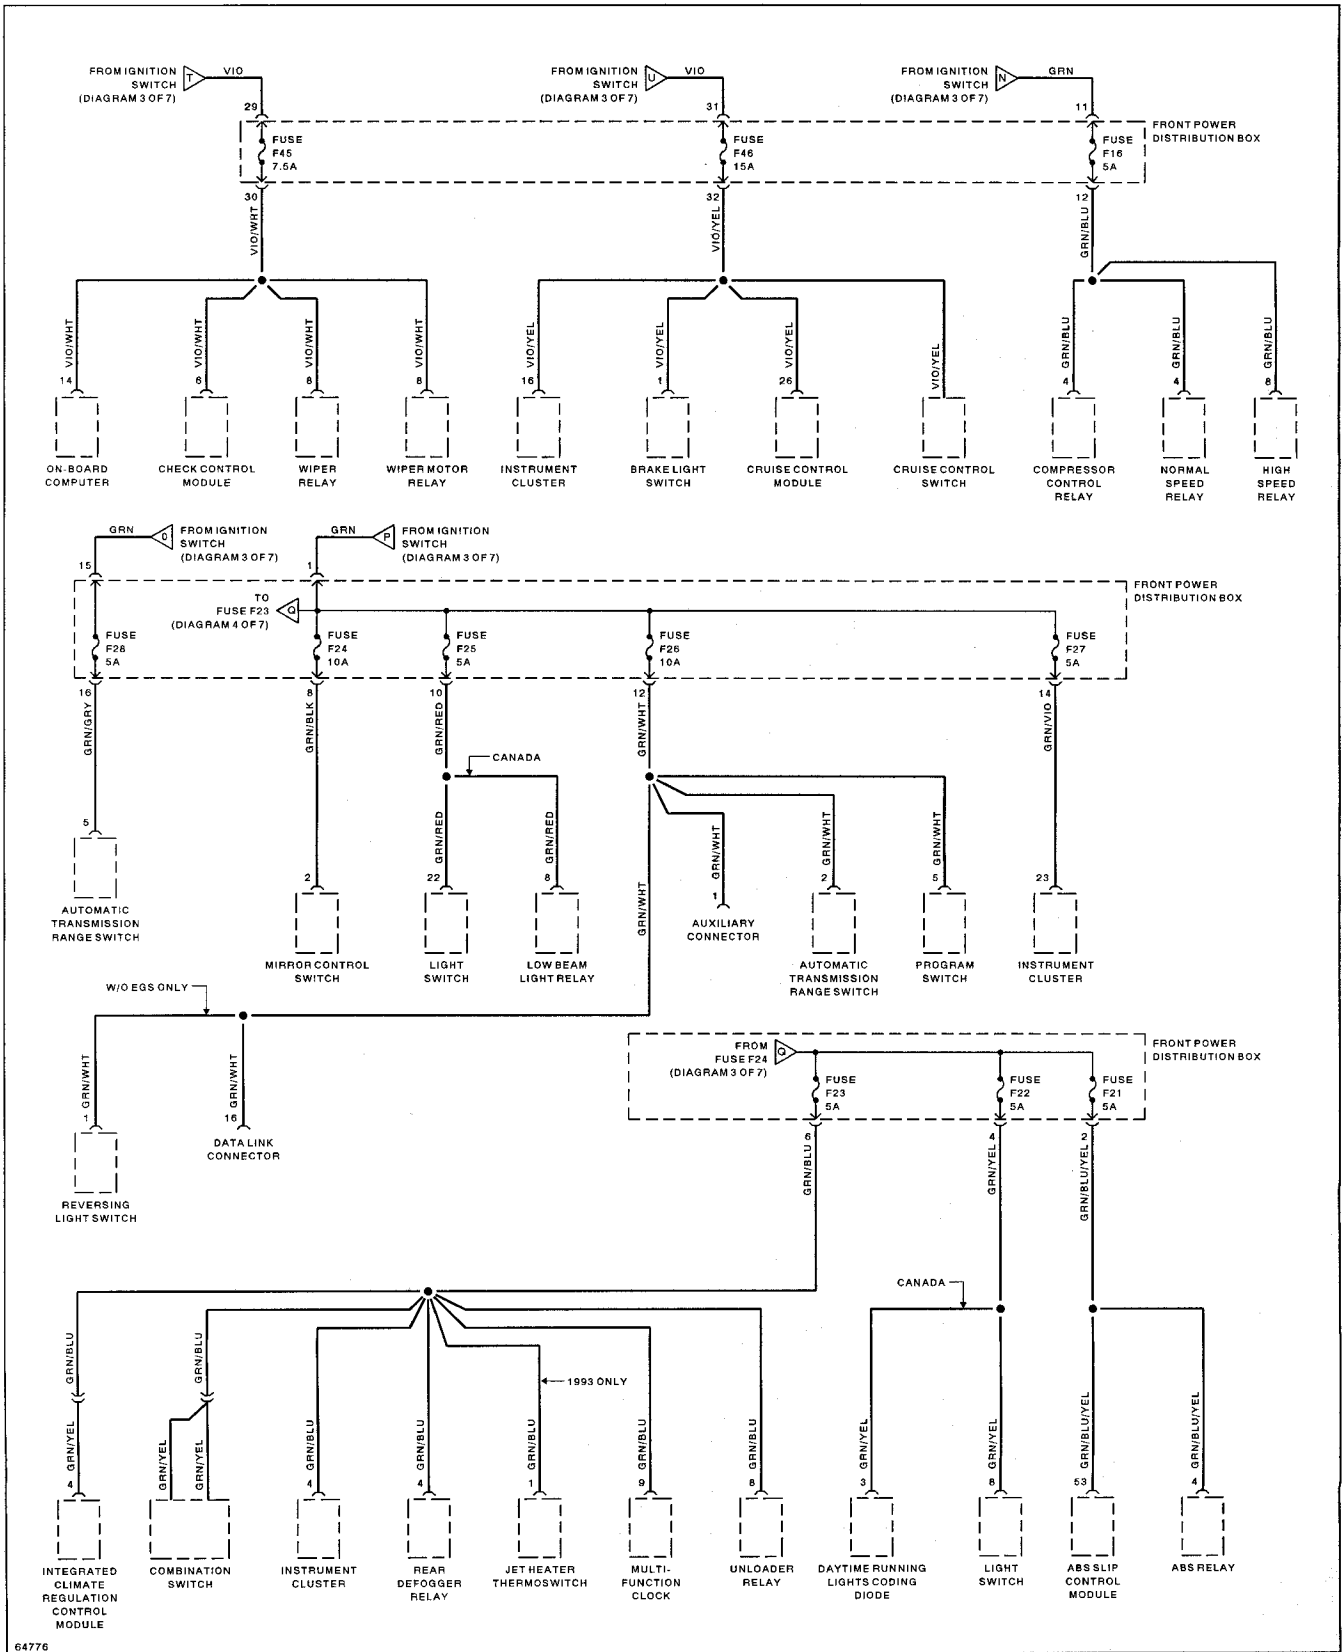 FROM IGNITION
SWITCH
(DIAGRAM 3 OF 7)
T
VIO
FROM IGNITION
SWITCH
(DIAGRAM 3 OF 7)
U
VIO
FROM IGNITION
SWITCH
(DIAGRAM 3 OF 7)
N
GRN
29
31
11
FRONT POWER
DISTRIBUTION BOX
FUSE
F45
7.5A
FUSE
F46
15A
FUSE
F16
5A
30
32
12
VIO/WHT
VIO/YEL
GRN/BLU
VIO/WHT
VIO/WHT
VIO/WHT
VIO/WHT
VIO/YEL
VIO/YEL
VIO/YEL
VIO/YEL
GRN/BLU
GRN/BLU
GRN/BLU
14
6
8
8
16
1
26
4
4
8
ON-BOARD
COMPUTER
CHECK CONTROL
MODULE
WIPER
RELAY
WIPER MOTOR
RELAY
INSTRUMENT
CLUSTER
BRAKE LIGHT
SWITCH
CRUISE CONTROL
MODULE
CRUISE CONTROL
SWITCH
COMPRESSOR
CONTROL
RELAY
NORMAL
SPEED
RELAY
HIGH
SPEED
RELAY
GRN
O
FROM IGNITION
SWITCH
(DIAGRAM 3 OF 7)
GRN
P
FROM IGNITION
SWITCH
(DIAGRAM 3 OF 7)
15
1
FRONT POWER
DISTRIBUTION BOX
TO
FUSE F23
(DIAGRAM 4 OF 7)
Q
FUSE
F28
5A
FUSE
F24
10A
FUSE
F25
5A
FUSE
F26
10A
FUSE
F27
5A
16
8
10
12
14
GRN/GRY
GRN/BLK
GRN/RED
GRN/WHT
GRN/VIO
CANADA
GRN/RED
GRN/RED
GRN/WHT
GRN/WHT
GRN/WHT
GRN/WHT
5
2
22
8
1
2
5
23
AUTOMATIC
TRANSMISSION
RANGE SWITCH
MIRROR CONTROL
SWITCH
LIGHT
SWITCH
LOW BEAM
LIGHT RELAY
AUXILIARY
CONNECTOR
AUTOMATIC
TRANSMISSION
RANGE SWITCH
PROGRAM
SWITCH
INSTRUMENT
CLUSTER
W/O EGS ONLY
GRN/WHT
GRN/WHT
1
16
DATA LINK
CONNECTOR
REVERSING
LIGHT SWITCH
FROM
FUSE F24
(DIAGRAM 3 OF 7)
Q
FRONT POWER
DISTRIBUTION BOX
FUSE
F23
5A
FUSE
F22
5A
FUSE
F21
5A
6
4
2
GRN/BLU
GRN/YEL
GRN/BLU/YEL
CANADA
GRN/BLU
GRN/BLU
1993 ONLY
GRN/YEL
GRN/YEL
GRN/YEL
GRN/BLU
GRN/BLU
GRN/BLU
GRN/BLU
GRN/BLU
GRN/YEL
GRN/YEL
GRN/BLU/YEL
GRN/BLU/YEL
4
4
4
1
9
8
3
8
53
4
INTEGRATED
CLIMATE
REGULATION
CONTROL
MODULE
COMBINATION
SWITCH
INSTRUMENT
CLUSTER
REAR
DEFOGGER
RELAY
JET HEATER
THERMOSWITCH
MULTI-
FUNCTION
CLOCK
UNLOADER
RELAY
DAYTIME RUNNING
LIGHTS CODING
DIODE
LIGHT
SWITCH
ABS SLIP
CONTROL
MODULE
ABS RELAY
64776